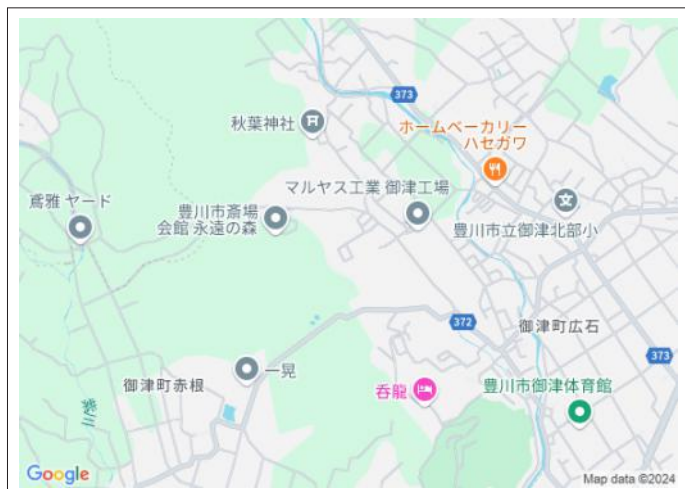 373
秋葉神社
ホームベーカリー
ハセガワ
マルヤス工業 御津工場
鳶雅 ヤード
豊川市斎場
会館 永遠の森
豊川市立御津北部小
372
御津町広石
373
一晃
御津町赤根
呑龍
豊川市御津体育館
紫川
Google
Map data ©2024